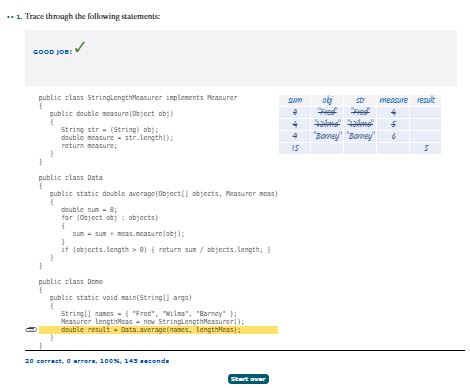 1. Trace through the following statements:
GOOD JOB!
public class StringLengthMeasurer implements Measurer
{
public double measure(Object obj)
{
String str = (String) obj;
double measure = str.length();
return measure;
}
}
public class Data
{
public static double average(Object[] objects, Measurer meas)
{
double sum = 0;
for (Object obj : objects)
{
sum = sum + meas.measure(obj);
}
if (objects.length > 0) { return sum / objects.length; }
}
}
public class Demo
{
public static void main(String[] args)
{
String[] names = { "Fred", "Wilma", "Barney" };
Measurer lengthMeas = new StringLengthMeasurer();
double result = Data.average(names, lengthMeas);
}
}
sum obj str measure result
0 "Fred" "Fred" 4
4 "Wilma" "Wilma" 5
9 "Barney" "Barney" 6
15 5
20 correct, 0 errors, 100%, 145 seconds
Start over